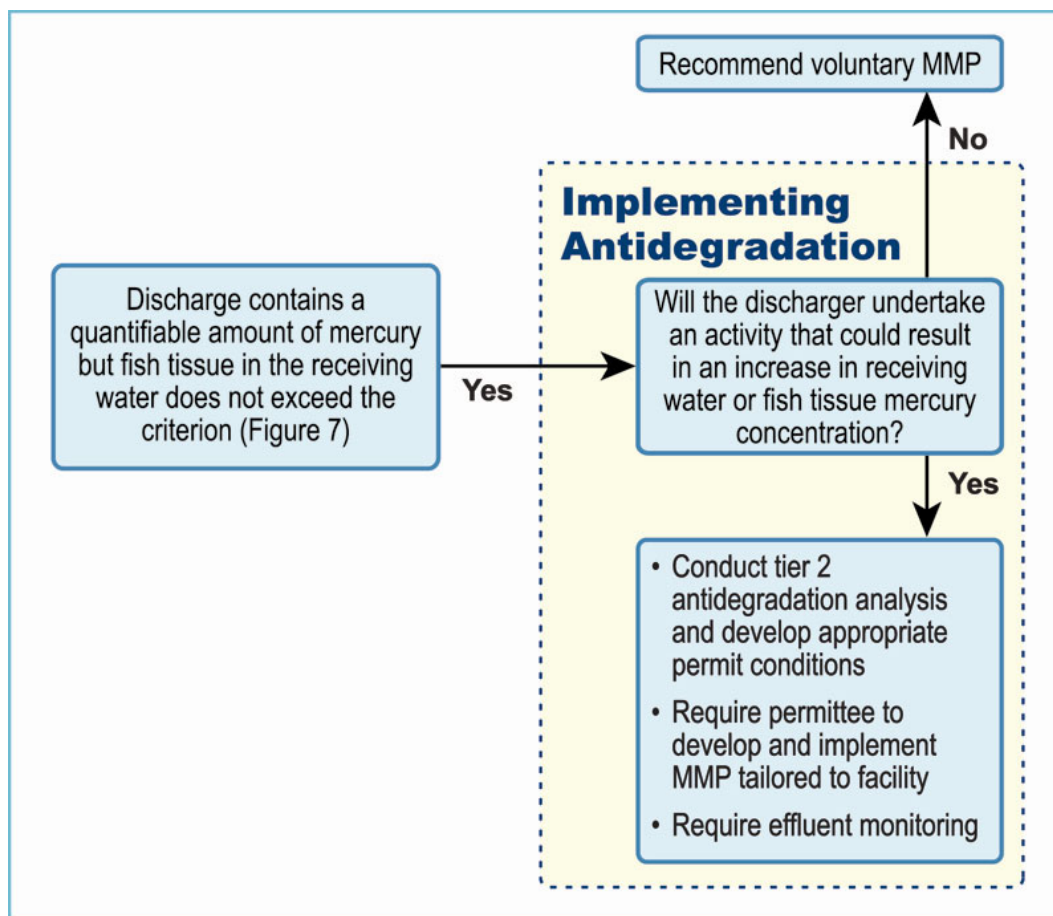 Recommend voluntary MMP
No
Implementing
Antidegradation
Discharge contains a
quantifiable amount of mercury
but fish tissue in the receiving
water does not exceed the
criterion (Figure 7)
Yes
Will the discharger undertake
an activity that could result
in an increase in receiving
water or fish tissue mercury
concentration?
Yes
• Conduct tier 2
antidegradation analysis
and develop appropriate
permit conditions
• Require permittee to
develop and implement
MMP tailored to facility
• Require effluent monitoring